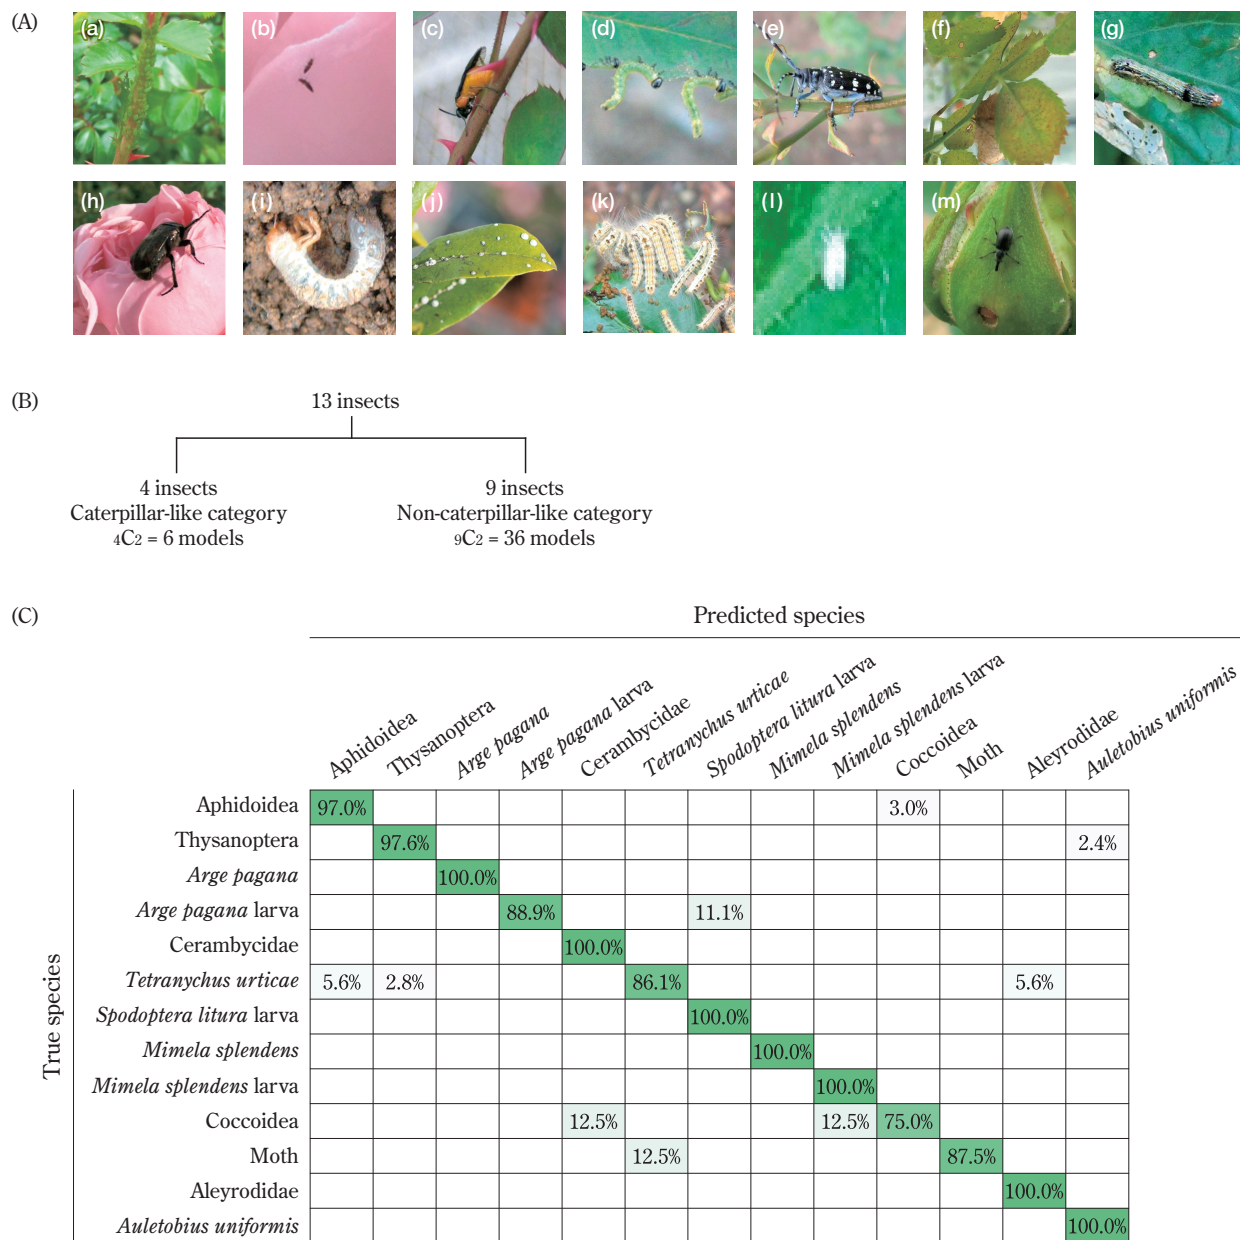 (A)
(a) (b) (c) (d) (e) (f) (g)
(h) (i) (j) (k) (l) (m)
(B)
13 insects
4 insects 9 insects
Caterpillar-like category Non-caterpillar-like category
₄C₂ = 6 models ₉C₂ = 36 models
(C)
Predicted species
Aphidoidea
Thysanoptera
Arge pagana
Arge pagana larva
Cerambycidae
Tetranychus urticae
Spodoptera litura larva
Mimela splendens
Mimela splendens larva
Coccoidea
Moth
Aleyrodidae
Auletobius uniformis
True species
Aphidoidea 97.0% 3.0%
Thysanoptera 97.6% 2.4%
Arge pagana 100.0%
Arge pagana larva 88.9% 11.1%
Cerambycidae 100.0%
Tetranychus urticae 5.6% 2.8% 86.1% 5.6%
Spodoptera litura larva 100.0%
Mimela splendens 100.0%
Mimela splendens larva 100.0%
Coccoidea 12.5% 12.5% 75.0%
Moth 12.5% 87.5%
Aleyrodidae 100.0%
Auletobius uniformis 100.0%